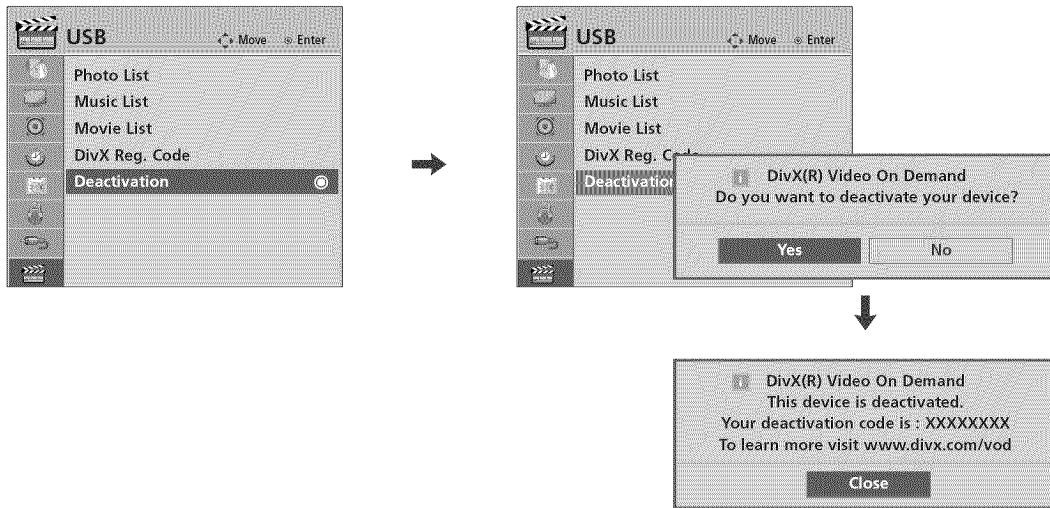 USB
Move Enter
Photo List
Music List
Movie List
DivX Reg. Code
Deactivation
USB
Move Enter
Photo List
Music List
Movie List
DivX Reg. Code
Deactivation
i DivX(R) Video On Demand
Do you want to deactivate your device?
Yes No
i DivX(R) Video On Demand
This device is deactivated.
Your deactivation code is : XXXXXXXX
To learn more visit www.divx.com/vod
Close